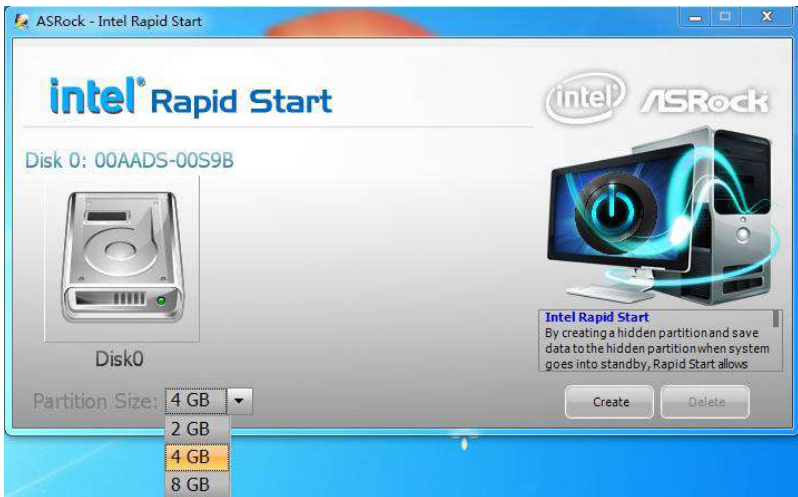 ASRock - Intel Rapid Start
intel® Rapid Start
intel® ASRock
Disk 0: 00AADS-00S9B
Disk0
Intel Rapid Start
By creating a hidden partition and save
data to the hidden partition when system
goes into standby, Rapid Start allows
Partition Size: 4 GB
Create
Delete
2 GB
4 GB
8 GB